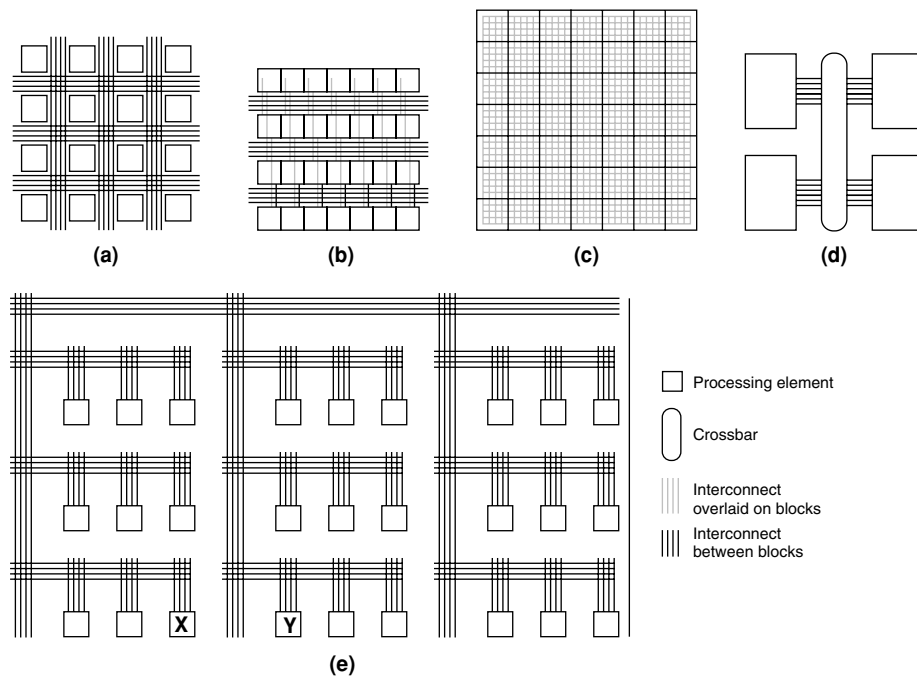 (a)
(b)
(c)
(d)
Processing element
Crossbar
Interconnect
overlaid on blocks
Interconnect
between blocks
X
Y
(e)